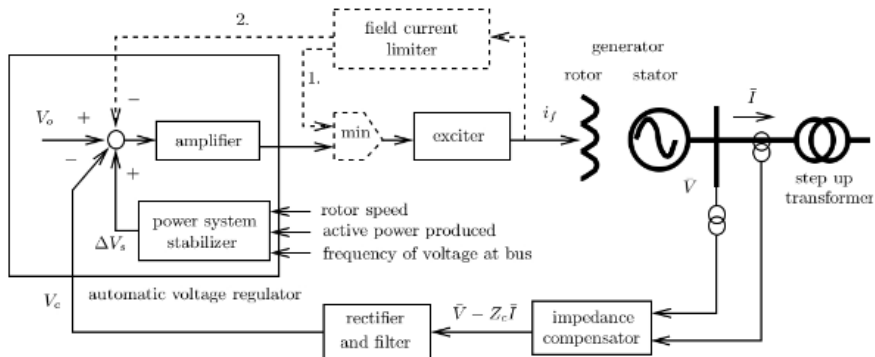 2.
field current
limiter
generator
rotor
stator
1.
Ī
V_o
+
−
−
+
amplifier
min
exciter
i_f
V̄
step up
transformer
power system
stabilizer
rotor speed
active power produced
frequency of voltage at bus
ΔV_s
V_c
automatic voltage regulator
rectifier
and filter
V̄ − Z_c Ī
impedance
compensator